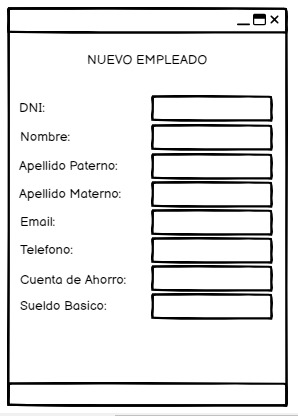 NUEVO EMPLEADO
DNI:
Nombre:
Apellido Paterno:
Apellido Materno:
Email:
Telefono:
Cuenta de Ahorro:
Sueldo Basico: